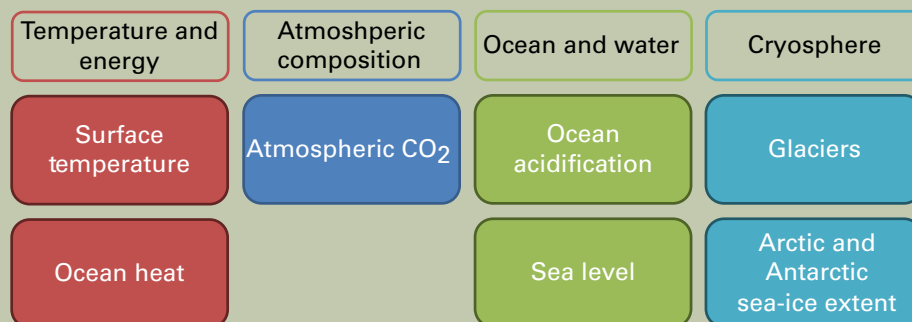 Temperature and
energy
Atmoshperic
composition
Ocean and water
Cryosphere
Surface
temperature
Atmospheric CO2
Ocean
acidification
Glaciers
Ocean heat
Sea level
Arctic and
Antarctic
sea-ice extent